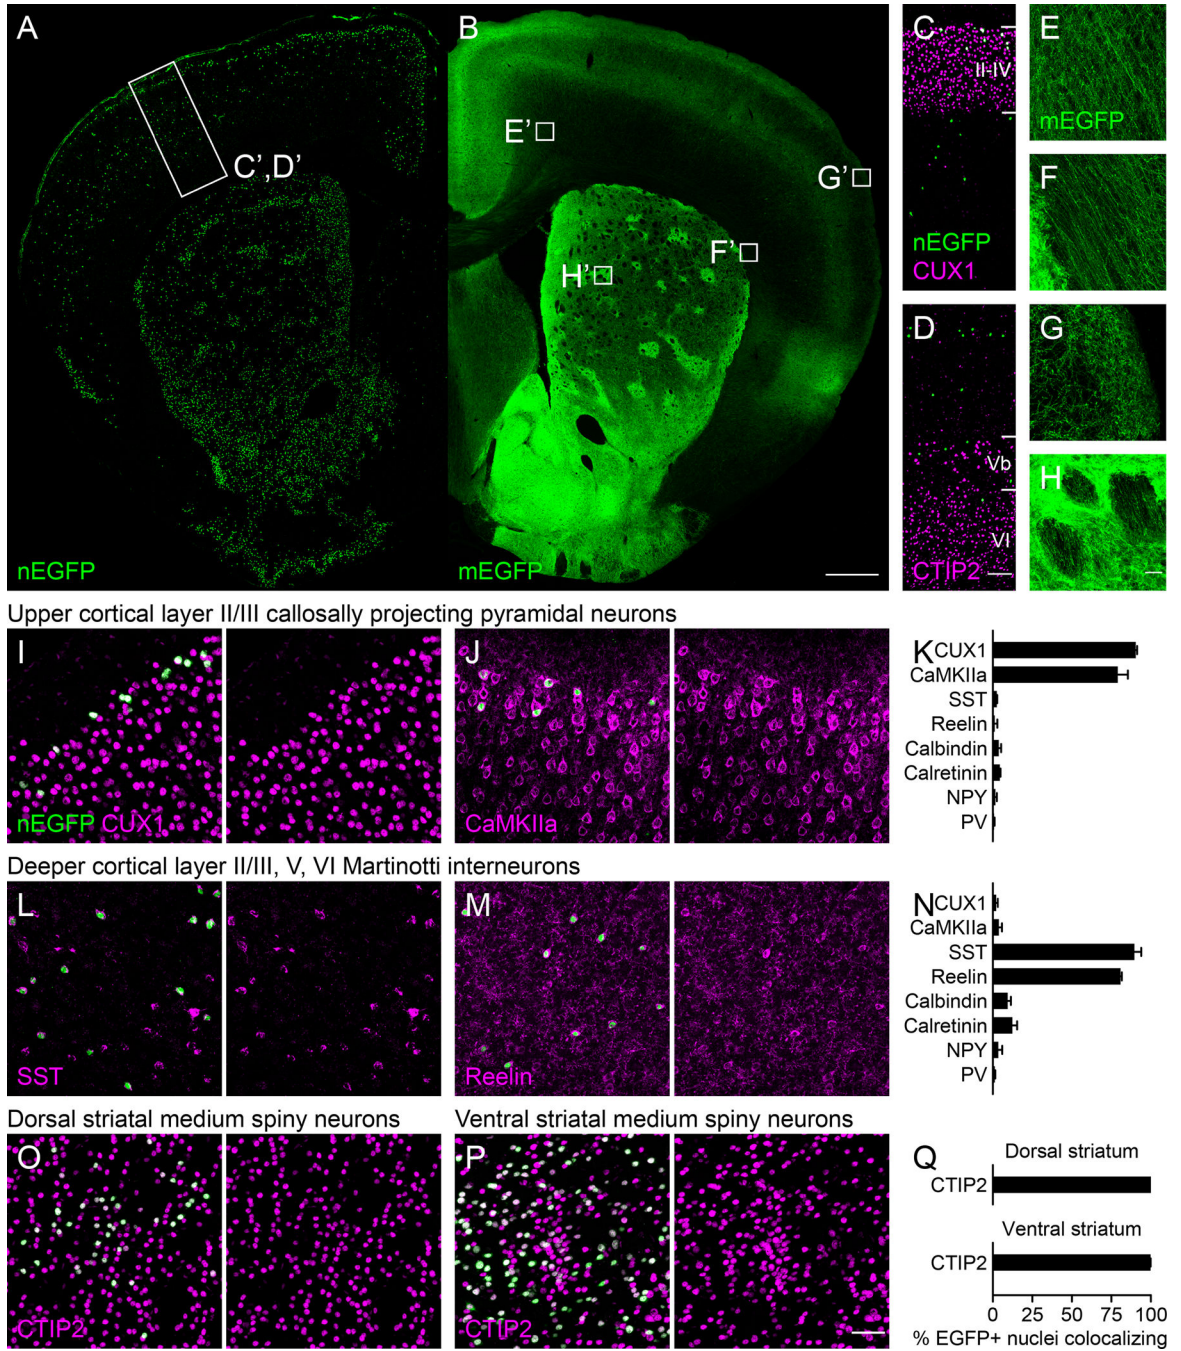 A
C',D'
nEGFP
B
E'
G'
F'
H'
mEGFP
C
II-IV
nEGFP
CUX1
D
Vb
VI
CTIP2
E
mEGFP
F
G
H
Upper cortical layer II/III callosally projecting pyramidal neurons
I
nEGFP CUX1
J
CaMKIIa
K
CUX1
CaMKIIa
SST
Reelin
Calbindin
Calretinin
NPY
PV
Deeper cortical layer II/III, V, VI Martinotti interneurons
L
SST
M
Reelin
N
CUX1
CaMKIIa
SST
Reelin
Calbindin
Calretinin
NPY
PV
Dorsal striatal medium spiny neurons
Ventral striatal medium spiny neurons
O
CTIP2
P
CTIP2
Q
Dorsal striatum
CTIP2
Ventral striatum
CTIP2
0 25 50 75 100
% EGFP+ nuclei colocalizing